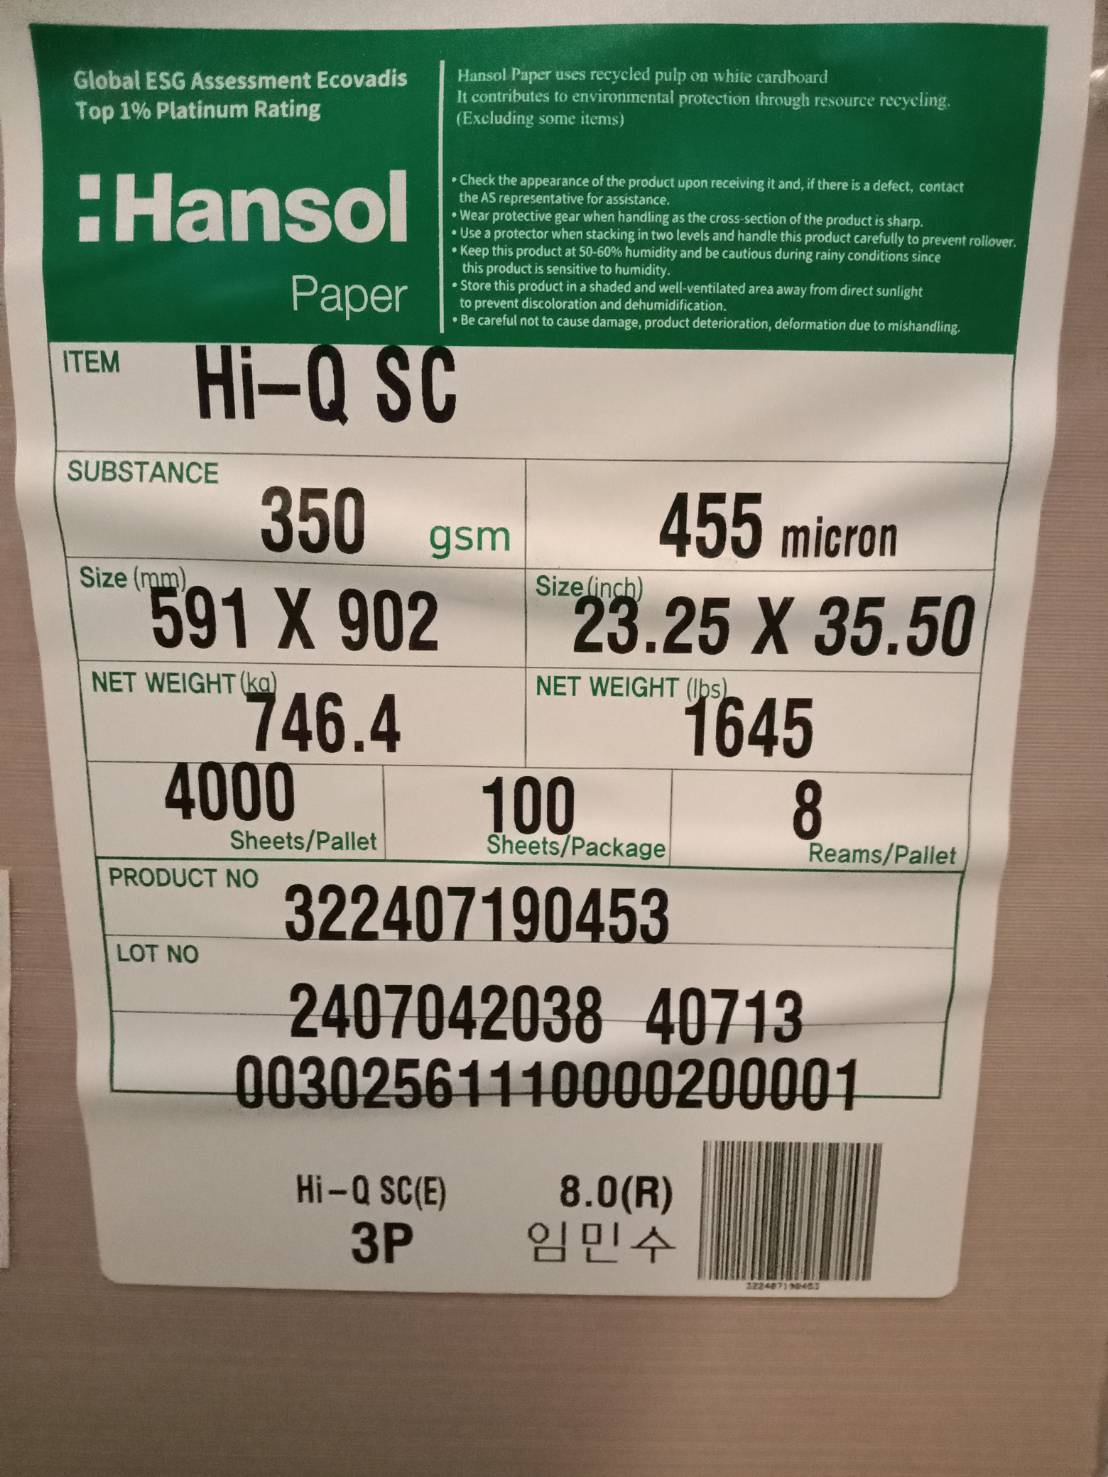 Global ESG Assessment Ecovadis
Top 1% Platinum Rating
Hansol
Paper
Hansol Paper uses recycled pulp on white cardboard
It contributes to environmental protection through resource recycling.
(Excluding some items)
• Check the appearance of the product upon receiving it and, if there is a defect, contact
the AS representative for assistance.
• Wear protective gear when handling as the cross-section of the product is sharp.
• Use a protector when stacking in two levels and handle this product carefully to prevent rollover.
• Keep this product at 50-60% humidity and be cautious during rainy conditions since
this product is sensitive to humidity.
• Store this product in a shaded and well-ventilated area away from direct sunlight
to prevent discoloration and dehumidification.
• Be careful not to cause damage, product deterioration, deformation due to mishandling.
ITEM Hi-Q SC
SUBSTANCE
350 gsm 455 micron
Size (mm) Size (inch)
591 X 902 23.25 X 35.50
NET WEIGHT (kg) NET WEIGHT (lbs)
746.4 1645
4000 100 8
Sheets/Pallet Sheets/Package Reams/Pallet
PRODUCT NO 322407190453
LOT NO
2407042038 40713
00302561110000200001
Hi-Q SC(E) 8.0(R)
3P 임민수
322407190453